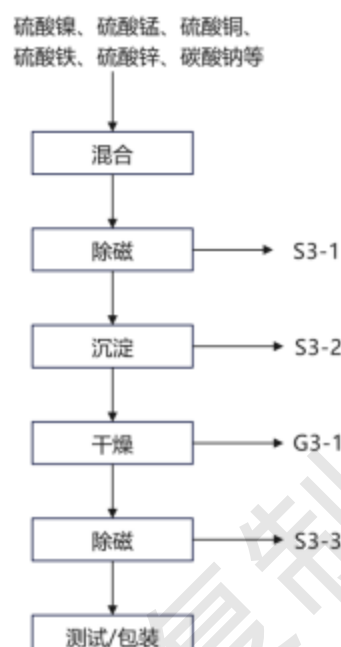 硫酸镍、硫酸锰、硫酸铜、
硫酸铁、硫酸锌、碳酸钠等
混合
除磁
S3-1
沉淀
S3-2
干燥
G3-1
除磁
S3-3
测试/包装
复制